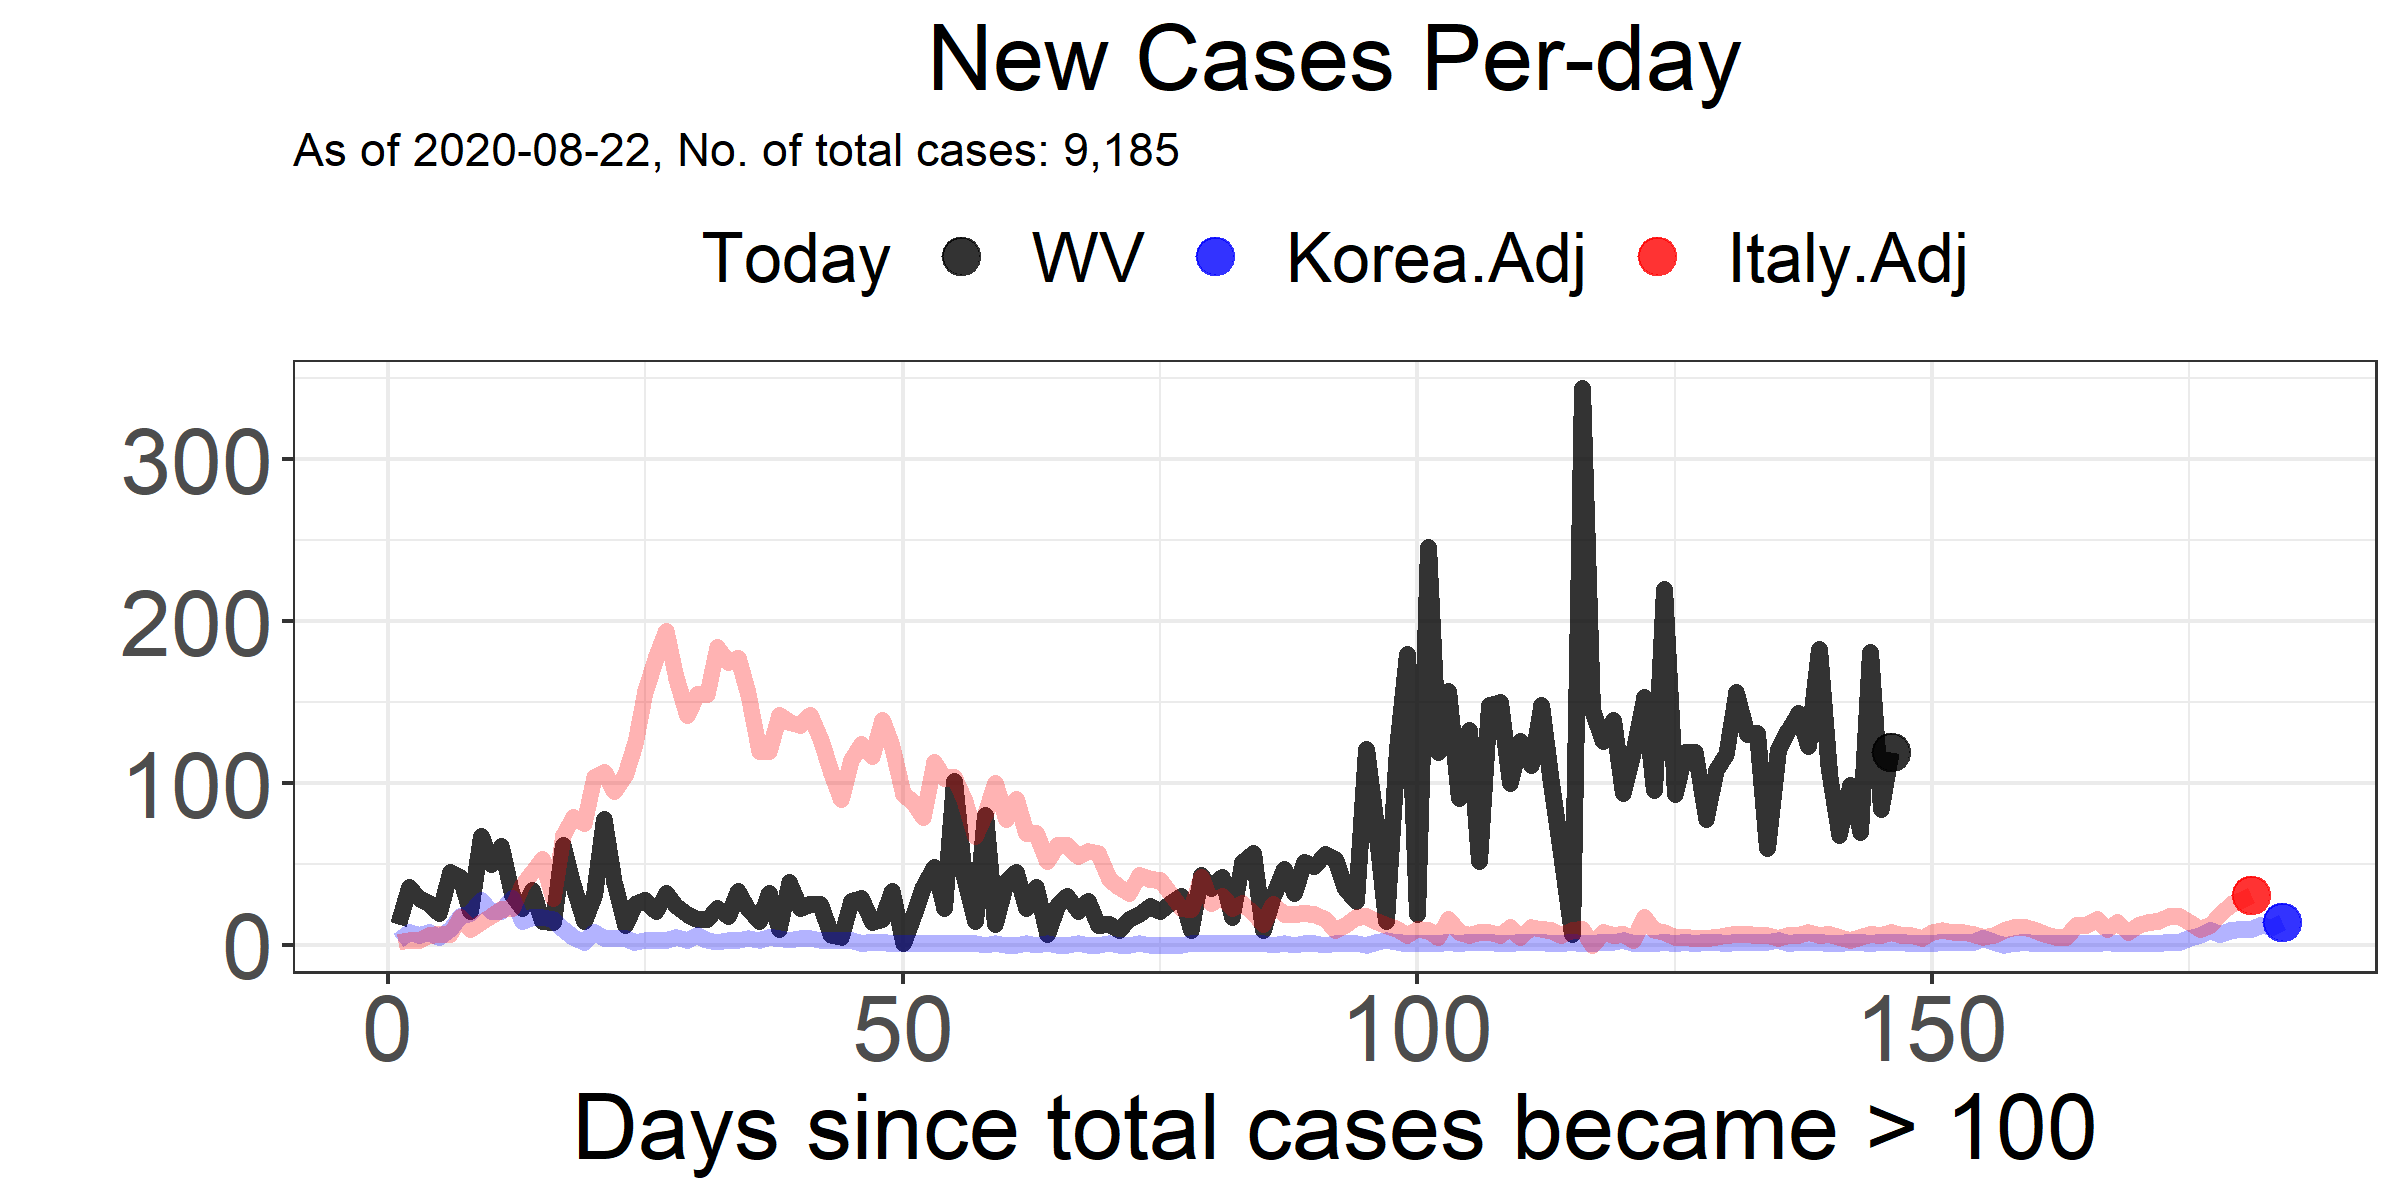 New Cases Per-day
As of 2020-08-22, No. of total cases: 9,185
Today WV Korea.Adj Italy.Adj
300
200
100
0
0 50 100 150
Days since total cases became > 100